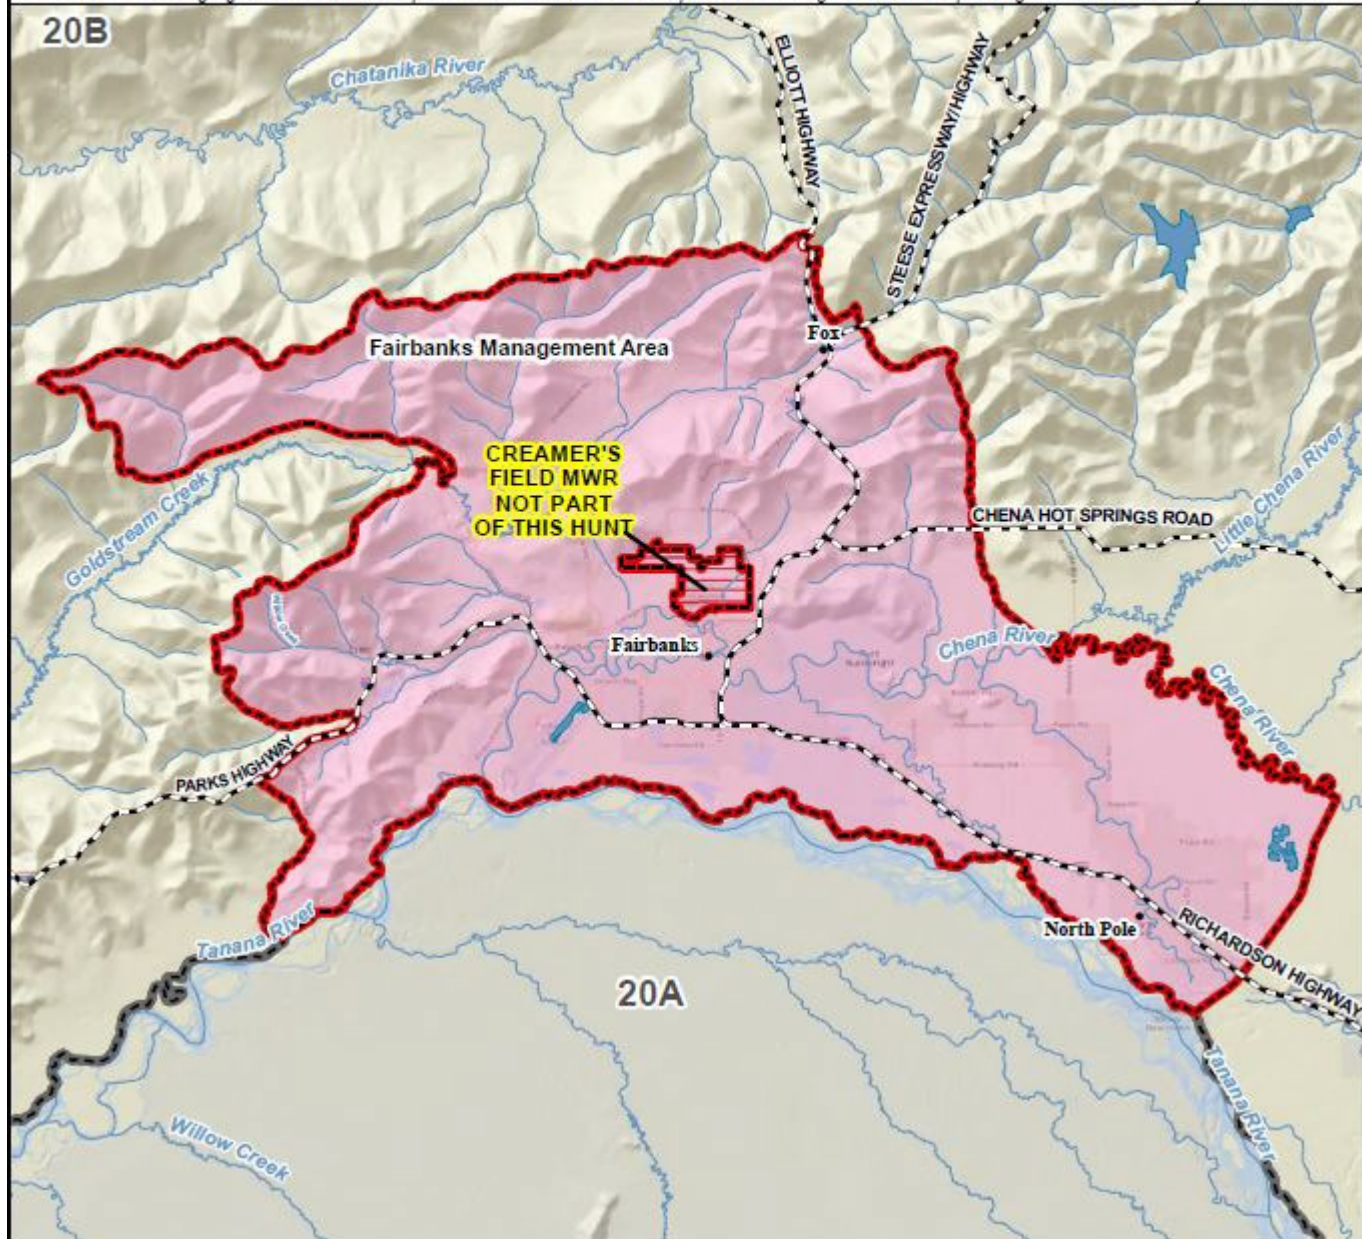 20B
Chatanika River
ELLIOTT HIGHWAY
STEESE EXPRESSWAY/HIGHWAY
Fox
Fairbanks Management Area
CREAMER'S
FIELD MWR
NOT PART
OF THIS HUNT
Goldstream Creek
CHENA HOT SPRINGS ROAD
Little Chena River
Chena River
Fairbanks
Chena River
PARKS HIGHWAY
North Pole
RICHARDSON HIGHWAY
Tanana River
20A
Tanana River
Willow Creek